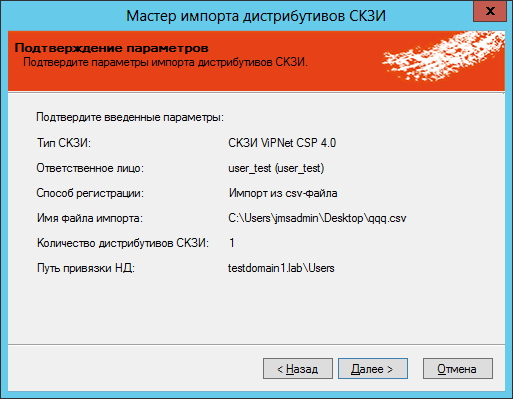 Мастер импорта дистрибутивов СКЗИ
x
Подтверждение параметров
Подтвердите параметры импорта дистрибутивов СКЗИ.
Подтвердите введенные параметры:
Тип СКЗИ: СКЗИ ViPNet CSP 4.0
Ответственное лицо: user_test (user_test)
Способ регистрации: Импорт из csv-файла
Имя файла импорта: C:\Users\jmsadmin\Desktop\qqq.csv
Количество дистрибутивов СКЗИ: 1
Путь привязки НД: testdomain1.lab\Users
< Назад Далее > Отмена